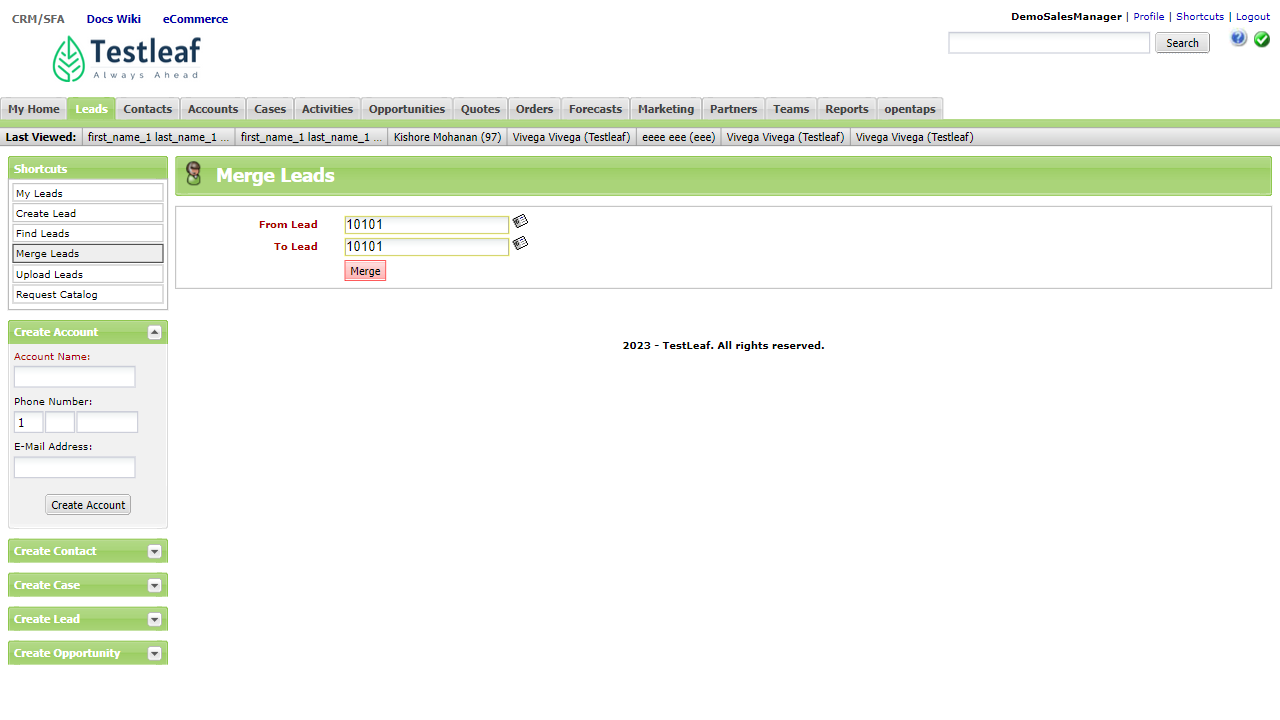 CRM/SFA Docs Wiki eCommerce
DemoSalesManager | Profile | Shortcuts | Logout
Testleaf
Always Ahead
Search
My Home Leads Contacts Accounts Cases Activities Opportunities Quotes Orders Forecasts Marketing Partners Teams Reports opentaps
Last Viewed: first_name_1 last_name_1 ... first_name_1 last_name_1 ... Kishore Mohanan (97) Vivega Vivega (Testleaf) eeee eee (eee) Vivega Vivega (Testleaf) Vivega Vivega (Testleaf)
Shortcuts
My Leads
Create Lead
Find Leads
Merge Leads
Upload Leads
Request Catalog
Create Account
Account Name:
Phone Number:
1
E-Mail Address:
Create Account
Create Contact
Create Case
Create Lead
Create Opportunity
Merge Leads
From Lead 10101
To Lead 10101
Merge
2023 - TestLeaf. All rights reserved.